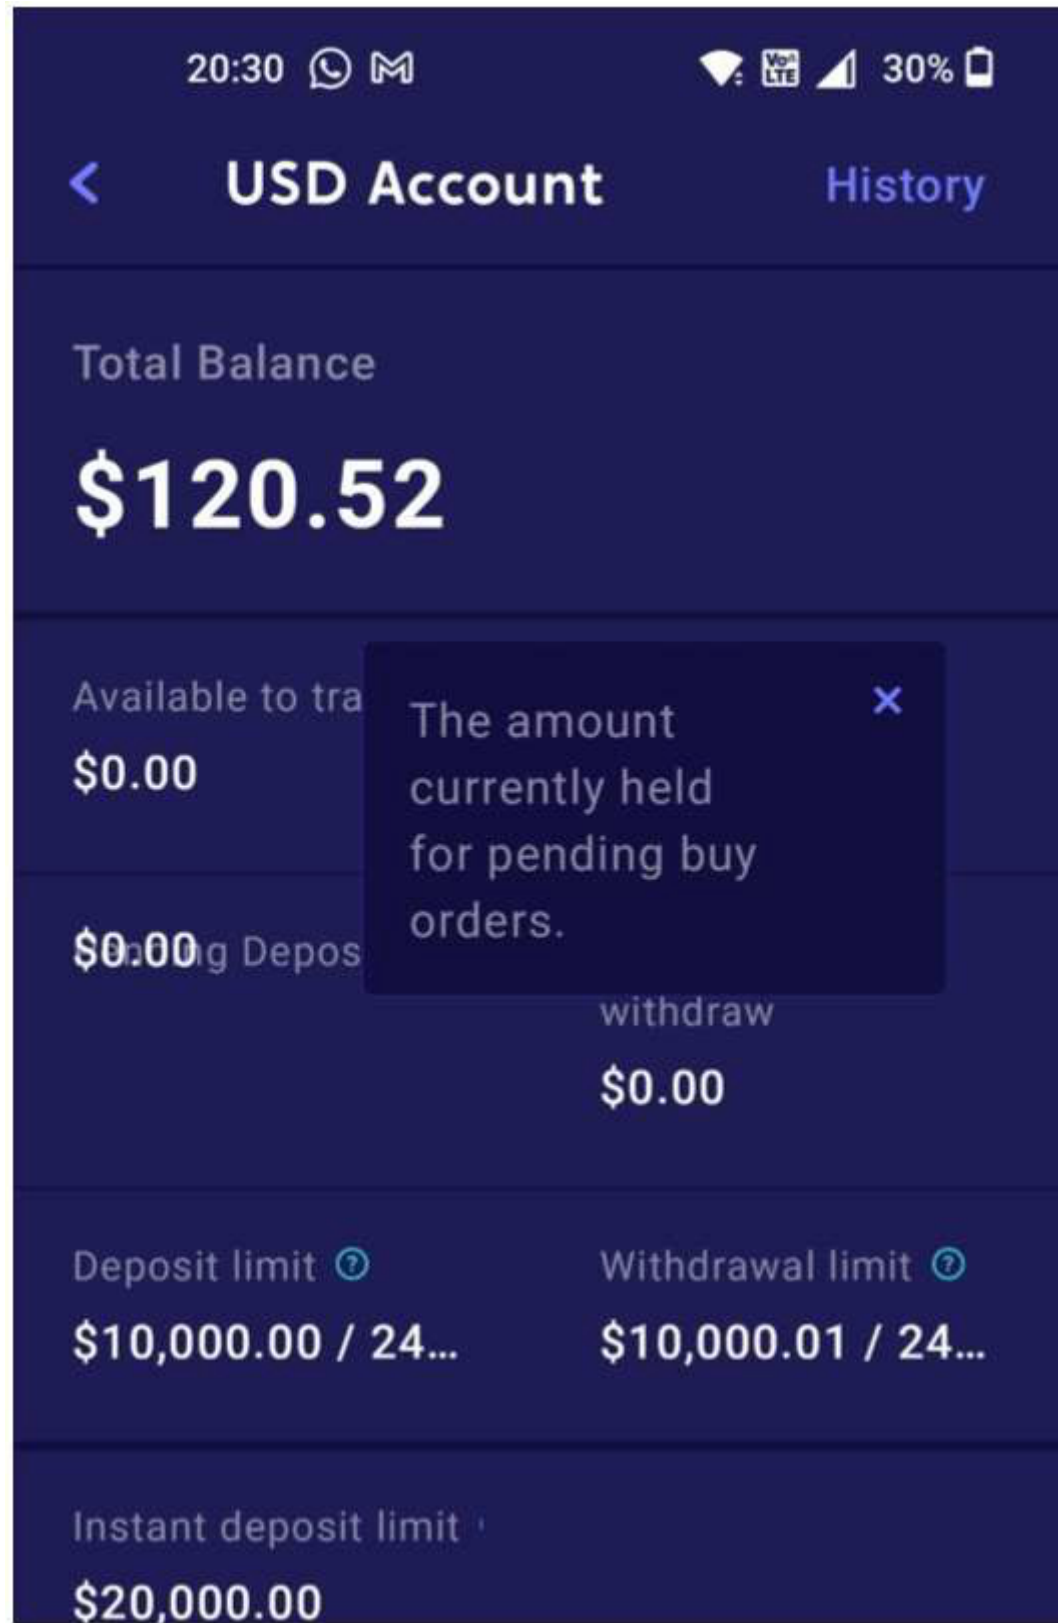 20:30 30%
USD Account History
Total Balance
$120.52
Available to tra
$0.00
The amount
currently held
for pending buy
orders.
$0.00 Depos
withdraw
$0.00
Deposit limit Withdrawal limit
$10,000.00 / 24... $10,000.01 / 24...
Instant deposit limit
$20,000.00